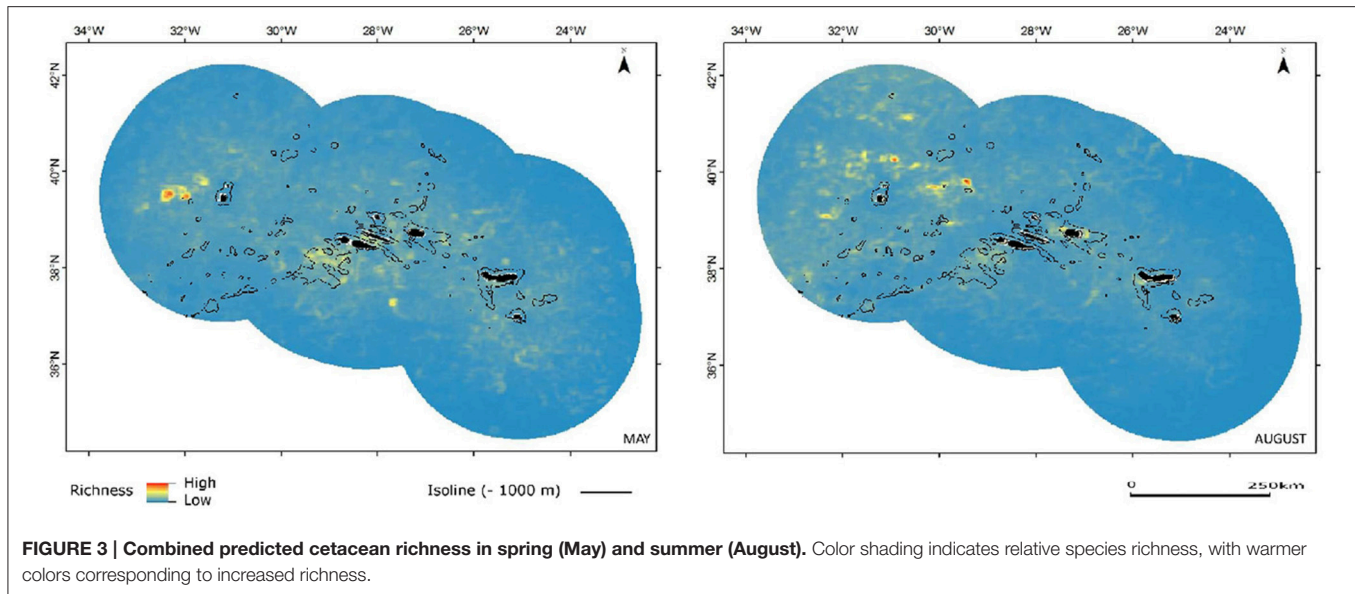 34°W 32°W 30°W 28°W 26°W 24°W
34°W 32°W 30°W 28°W 26°W 24°W
42°N
40°N
38°N
36°N
MAY
42°N
40°N
38°N
36°N
AUGUST
Richness High
Low
Isoline (- 1000 m)
0 250km
FIGURE 3 | Combined predicted cetacean richness in spring (May) and summer (August). Color shading indicates relative species richness, with warmer
colors corresponding to increased richness.